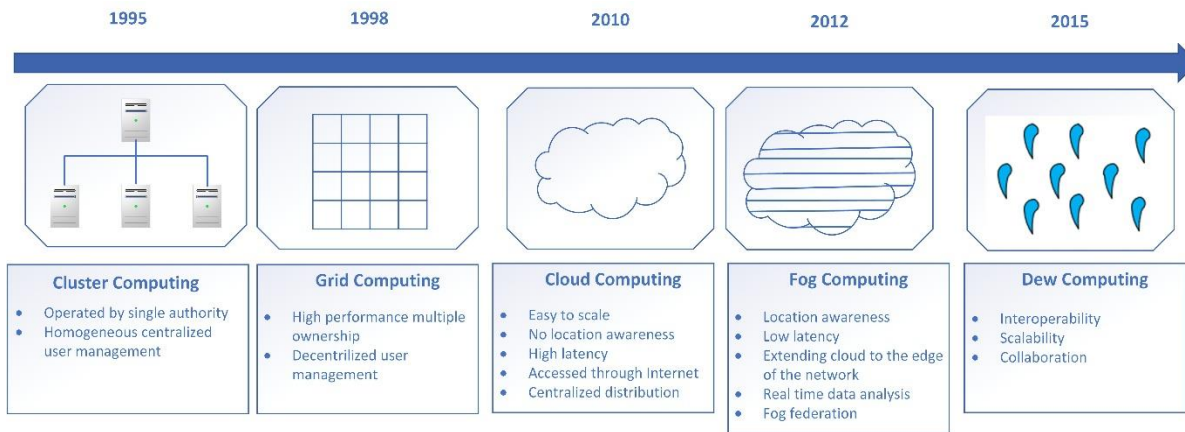 1995
1998
2010
2012
2015
Cluster Computing
• Operated by single authority
• Homogeneous centralized
user management
Grid Computing
• High performance multiple
ownership
• Decentrilized user
management
Cloud Computing
• Easy to scale
• No location awareness
• High latency
• Accessed through Internet
• Centralized distribution
Fog Computing
• Location awareness
• Low latency
• Extending cloud to the edge
of the network
• Real time data analysis
• Fog federation
Dew Computing
• Interoperability
• Scalability
• Collaboration